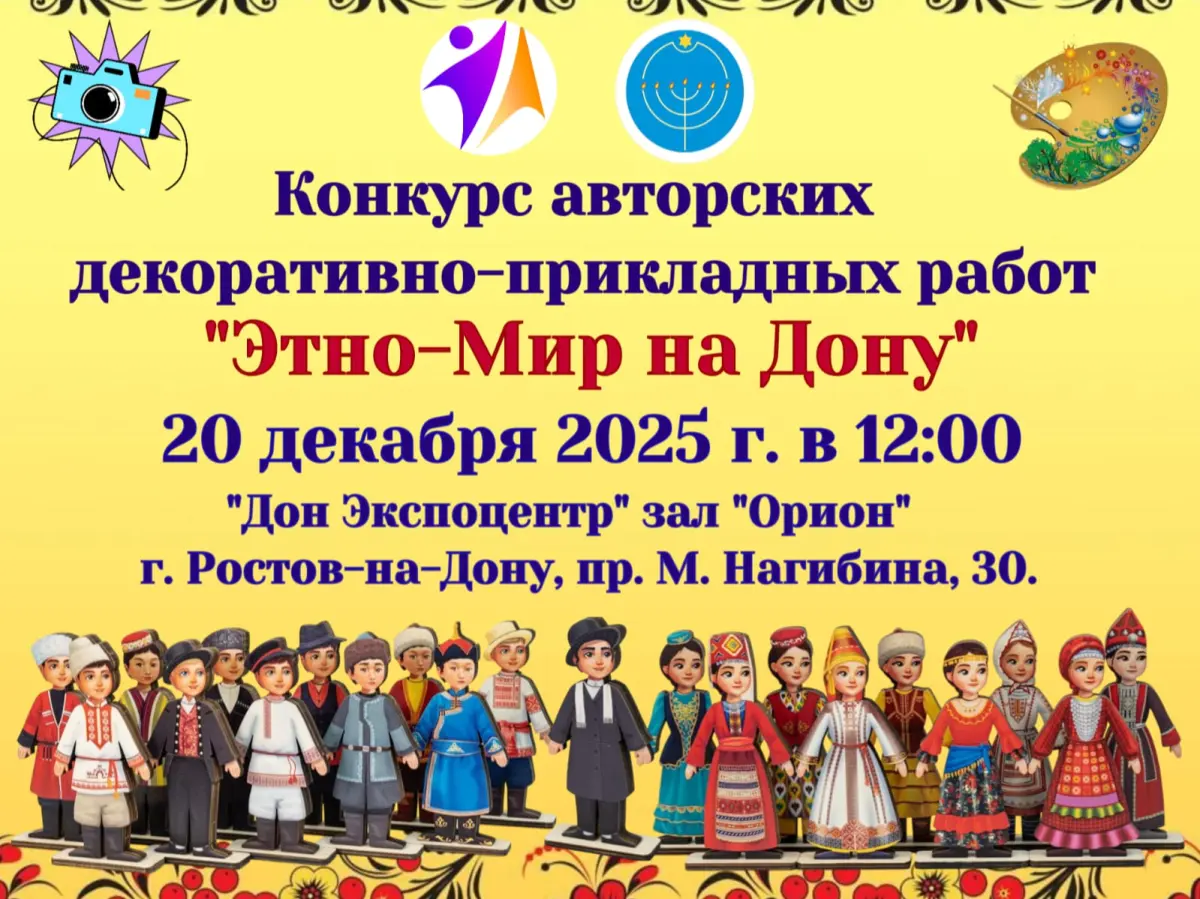 Конкурс авторских
декоративно-прикладных работ
"Этно-Мир на Дону"
20 декабря 2025 г. в 12:00
"Дон Экспоцентр" зал "Орион"
г. Ростов-на-Дону, пр. М. Нагибина, 30.